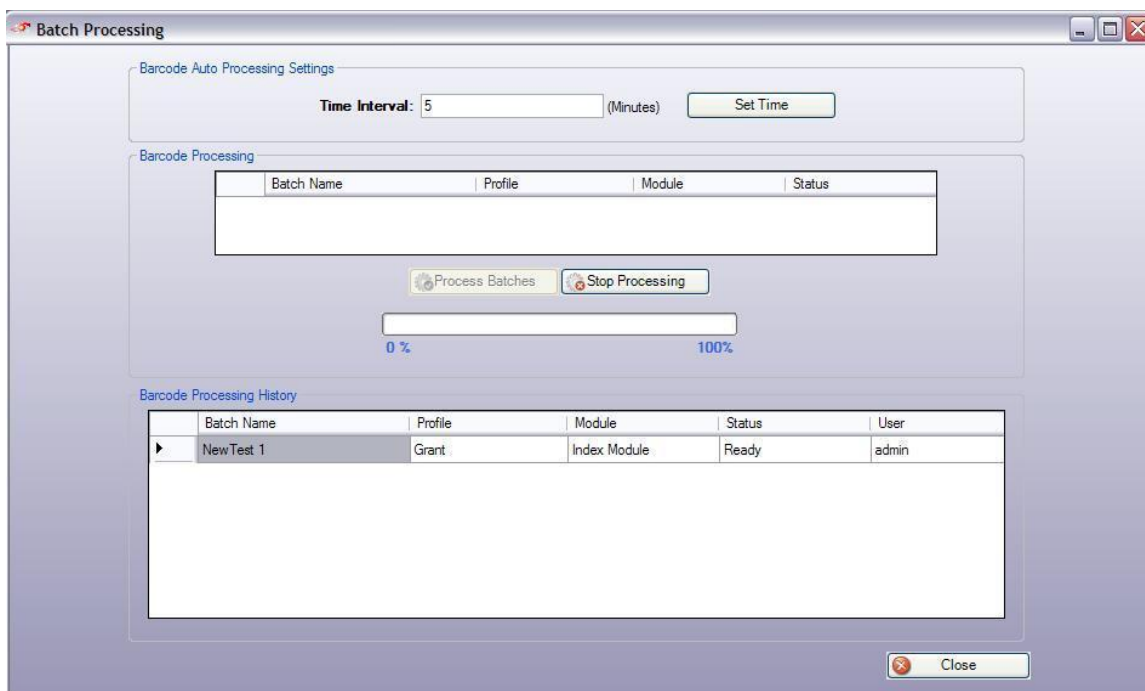 Batch Processing
Barcode Auto Processing Settings
Time Interval: 5 (Minutes) Set Time
Barcode Processing
Batch Name Profile Module Status
Process Batches Stop Processing
0 % 100%
Barcode Processing History
Batch Name Profile Module Status User
NewTest 1 Grant Index Module Ready admin
Close